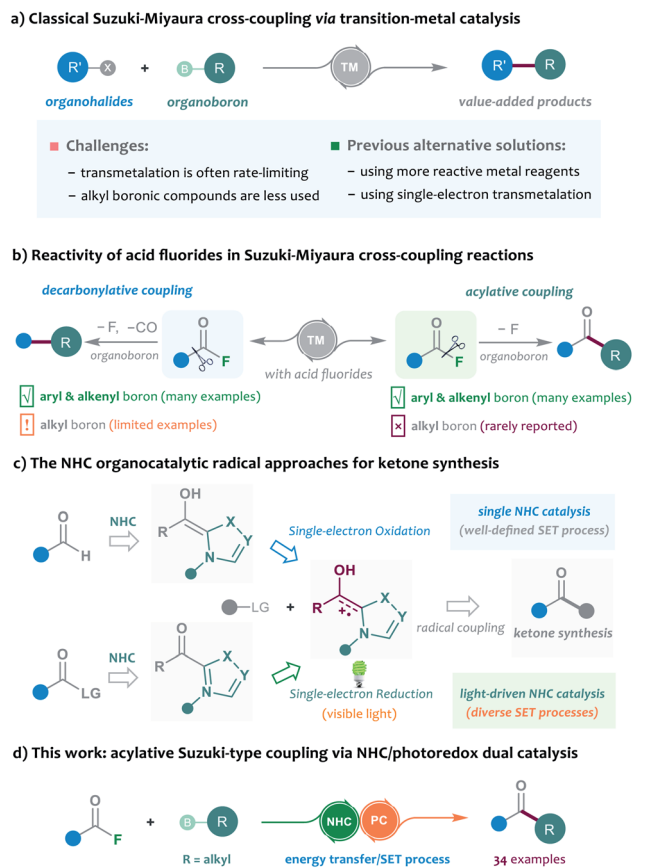 a) Classical Suzuki-Miyaura cross-coupling via transition-metal catalysis
R' X + B R TM R' R
organohalides organoboron value-added products
Challenges: Previous alternative solutions:
– transmetalation is often rate-limiting – using more reactive metal reagents
– alkyl boronic compounds are less used – using single-electron transmetalation
b) Reactivity of acid fluorides in Suzuki-Miyaura cross-coupling reactions
decarbonylative coupling acylative coupling
R – F, –CO organoboron O F TM with acid fluorides O F – F organoboron O R
√ aryl & alkenyl boron (many examples) √ aryl & alkenyl boron (many examples)
! alkyl boron (limited examples) × alkyl boron (rarely reported)
c) The NHC organocatalytic radical approaches for ketone synthesis
O H NHC OH R X Y N Single-electron Oxidation single NHC catalysis
(well-defined SET process)
LG + OH R X Y N +• radical coupling O ketone synthesis
O LG NHC O R X Y N Single-electron Reduction light-driven NHC catalysis
(visible light) (diverse SET processes)
d) This work: acylative Suzuki-type coupling via NHC/photoredox dual catalysis
O F + B R NHC PC O R
R = alkyl energy transfer/SET process 34 examples